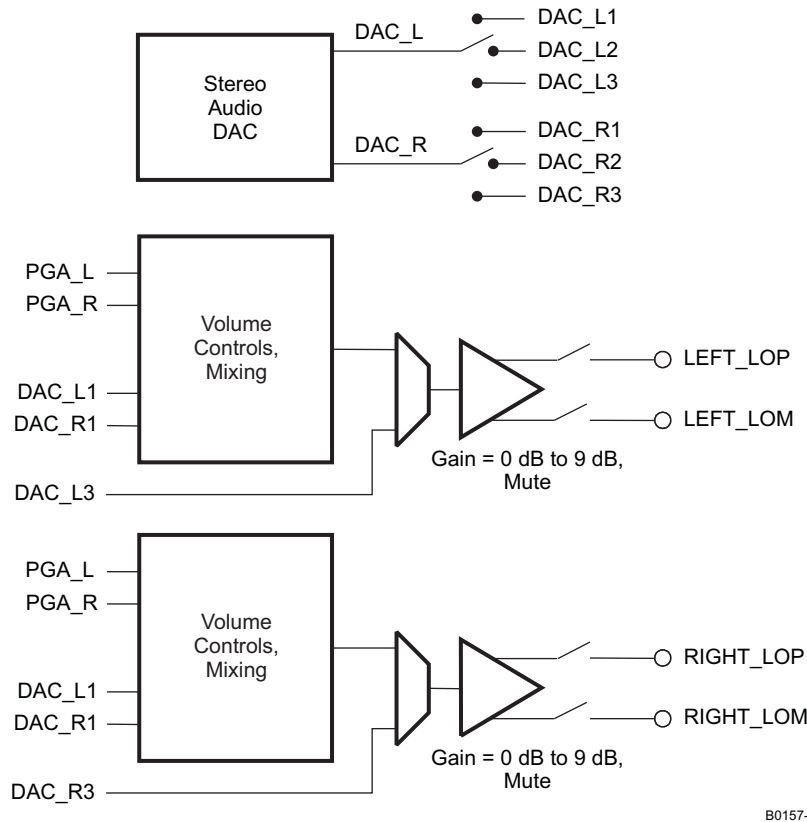 DAC_L
DAC_L1
DAC_L2
DAC_L3
Stereo
Audio
DAC
DAC_R
DAC_R1
DAC_R2
DAC_R3
PGA_L
PGA_R
DAC_L1
DAC_R1
DAC_L3
Volume
Controls,
Mixing
LEFT_LOP
LEFT_LOM
Gain = 0 dB to 9 dB,
Mute
PGA_L
PGA_R
DAC_L1
DAC_R1
DAC_R3
Volume
Controls,
Mixing
RIGHT_LOP
RIGHT_LOM
Gain = 0 dB to 9 dB,
Mute
B0157-